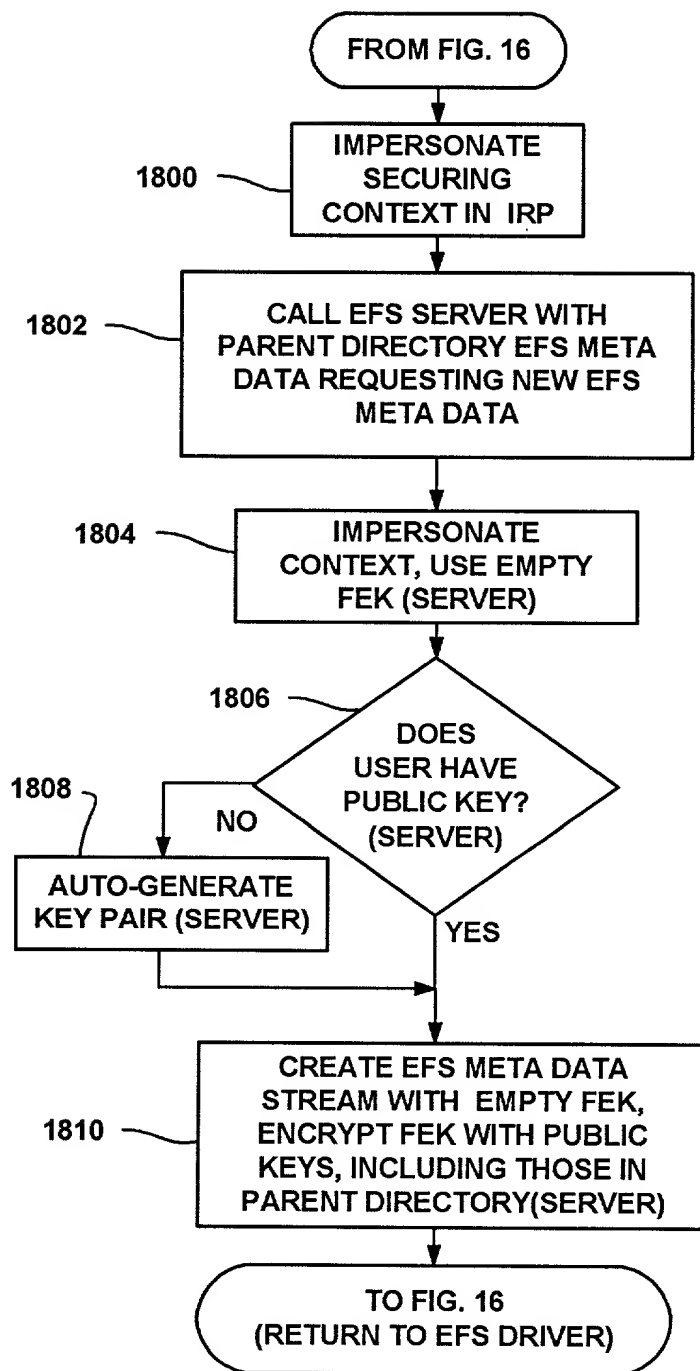 FROM FIG. 16
1800
IMPERSONATE
SECURING
CONTEXT IN IRP
1802
CALL EFS SERVER WITH
PARENT DIRECTORY EFS META
DATA REQUESTING NEW EFS
META DATA
1804
IMPERSONATE
CONTEXT, USE EMPTY
FEK (SERVER)
1806
DOES
USER HAVE
PUBLIC KEY?
(SERVER)
1808
NO
AUTO-GENERATE
KEY PAIR (SERVER)
YES
1810
CREATE EFS META DATA
STREAM WITH EMPTY FEK,
ENCRYPT FEK WITH PUBLIC
KEYS, INCLUDING THOSE IN
PARENT DIRECTORY(SERVER)
TO FIG. 16
(RETURN TO EFS DRIVER)